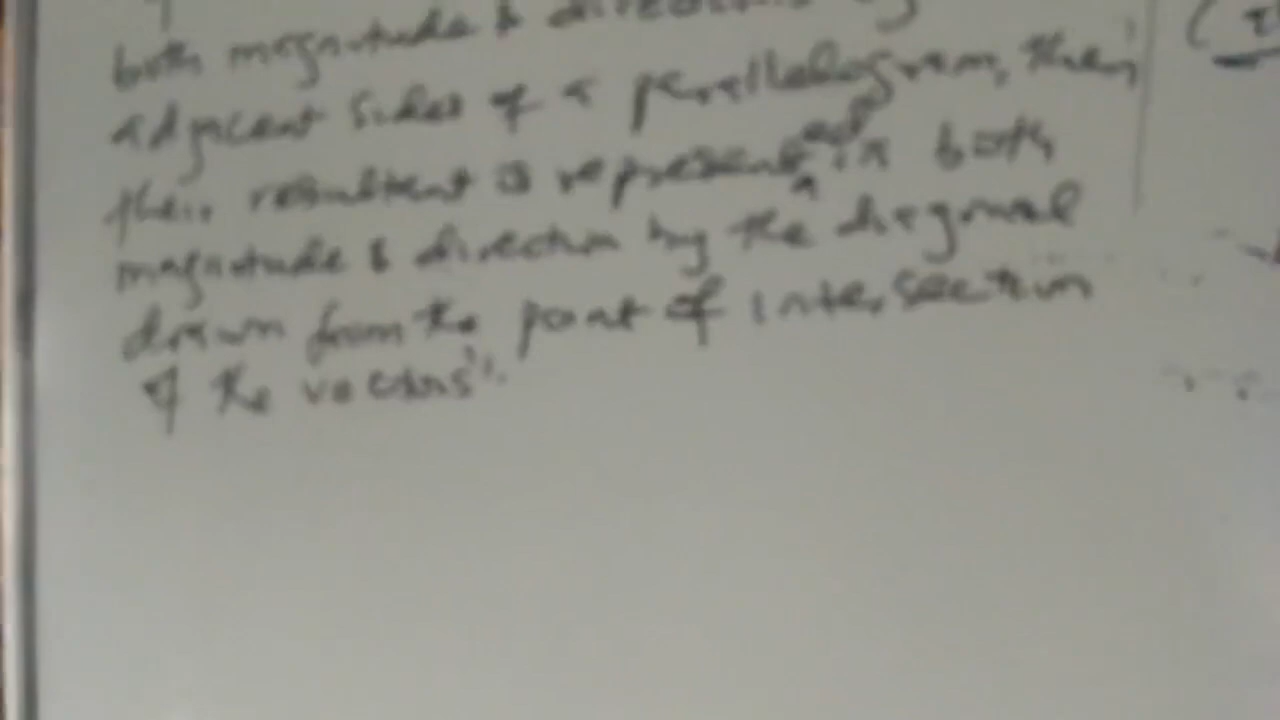 both magnitude & direction by
adjacent sides of a parallelogram, then,
their resultant is represented in both
magnitude & direction by the diagonal
drawn from the point of intersection
of the vectors".